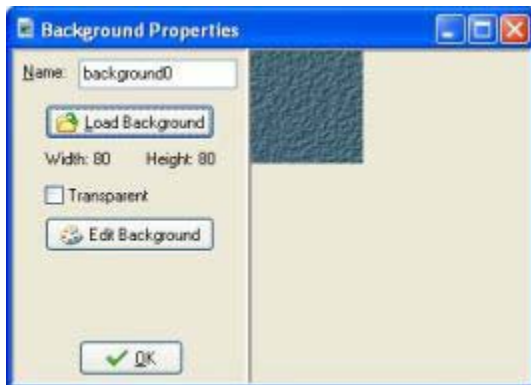 Background Properties
Name: background0
Load Background
Width: 80 Height: 80
Transparent
Edit Background
OK